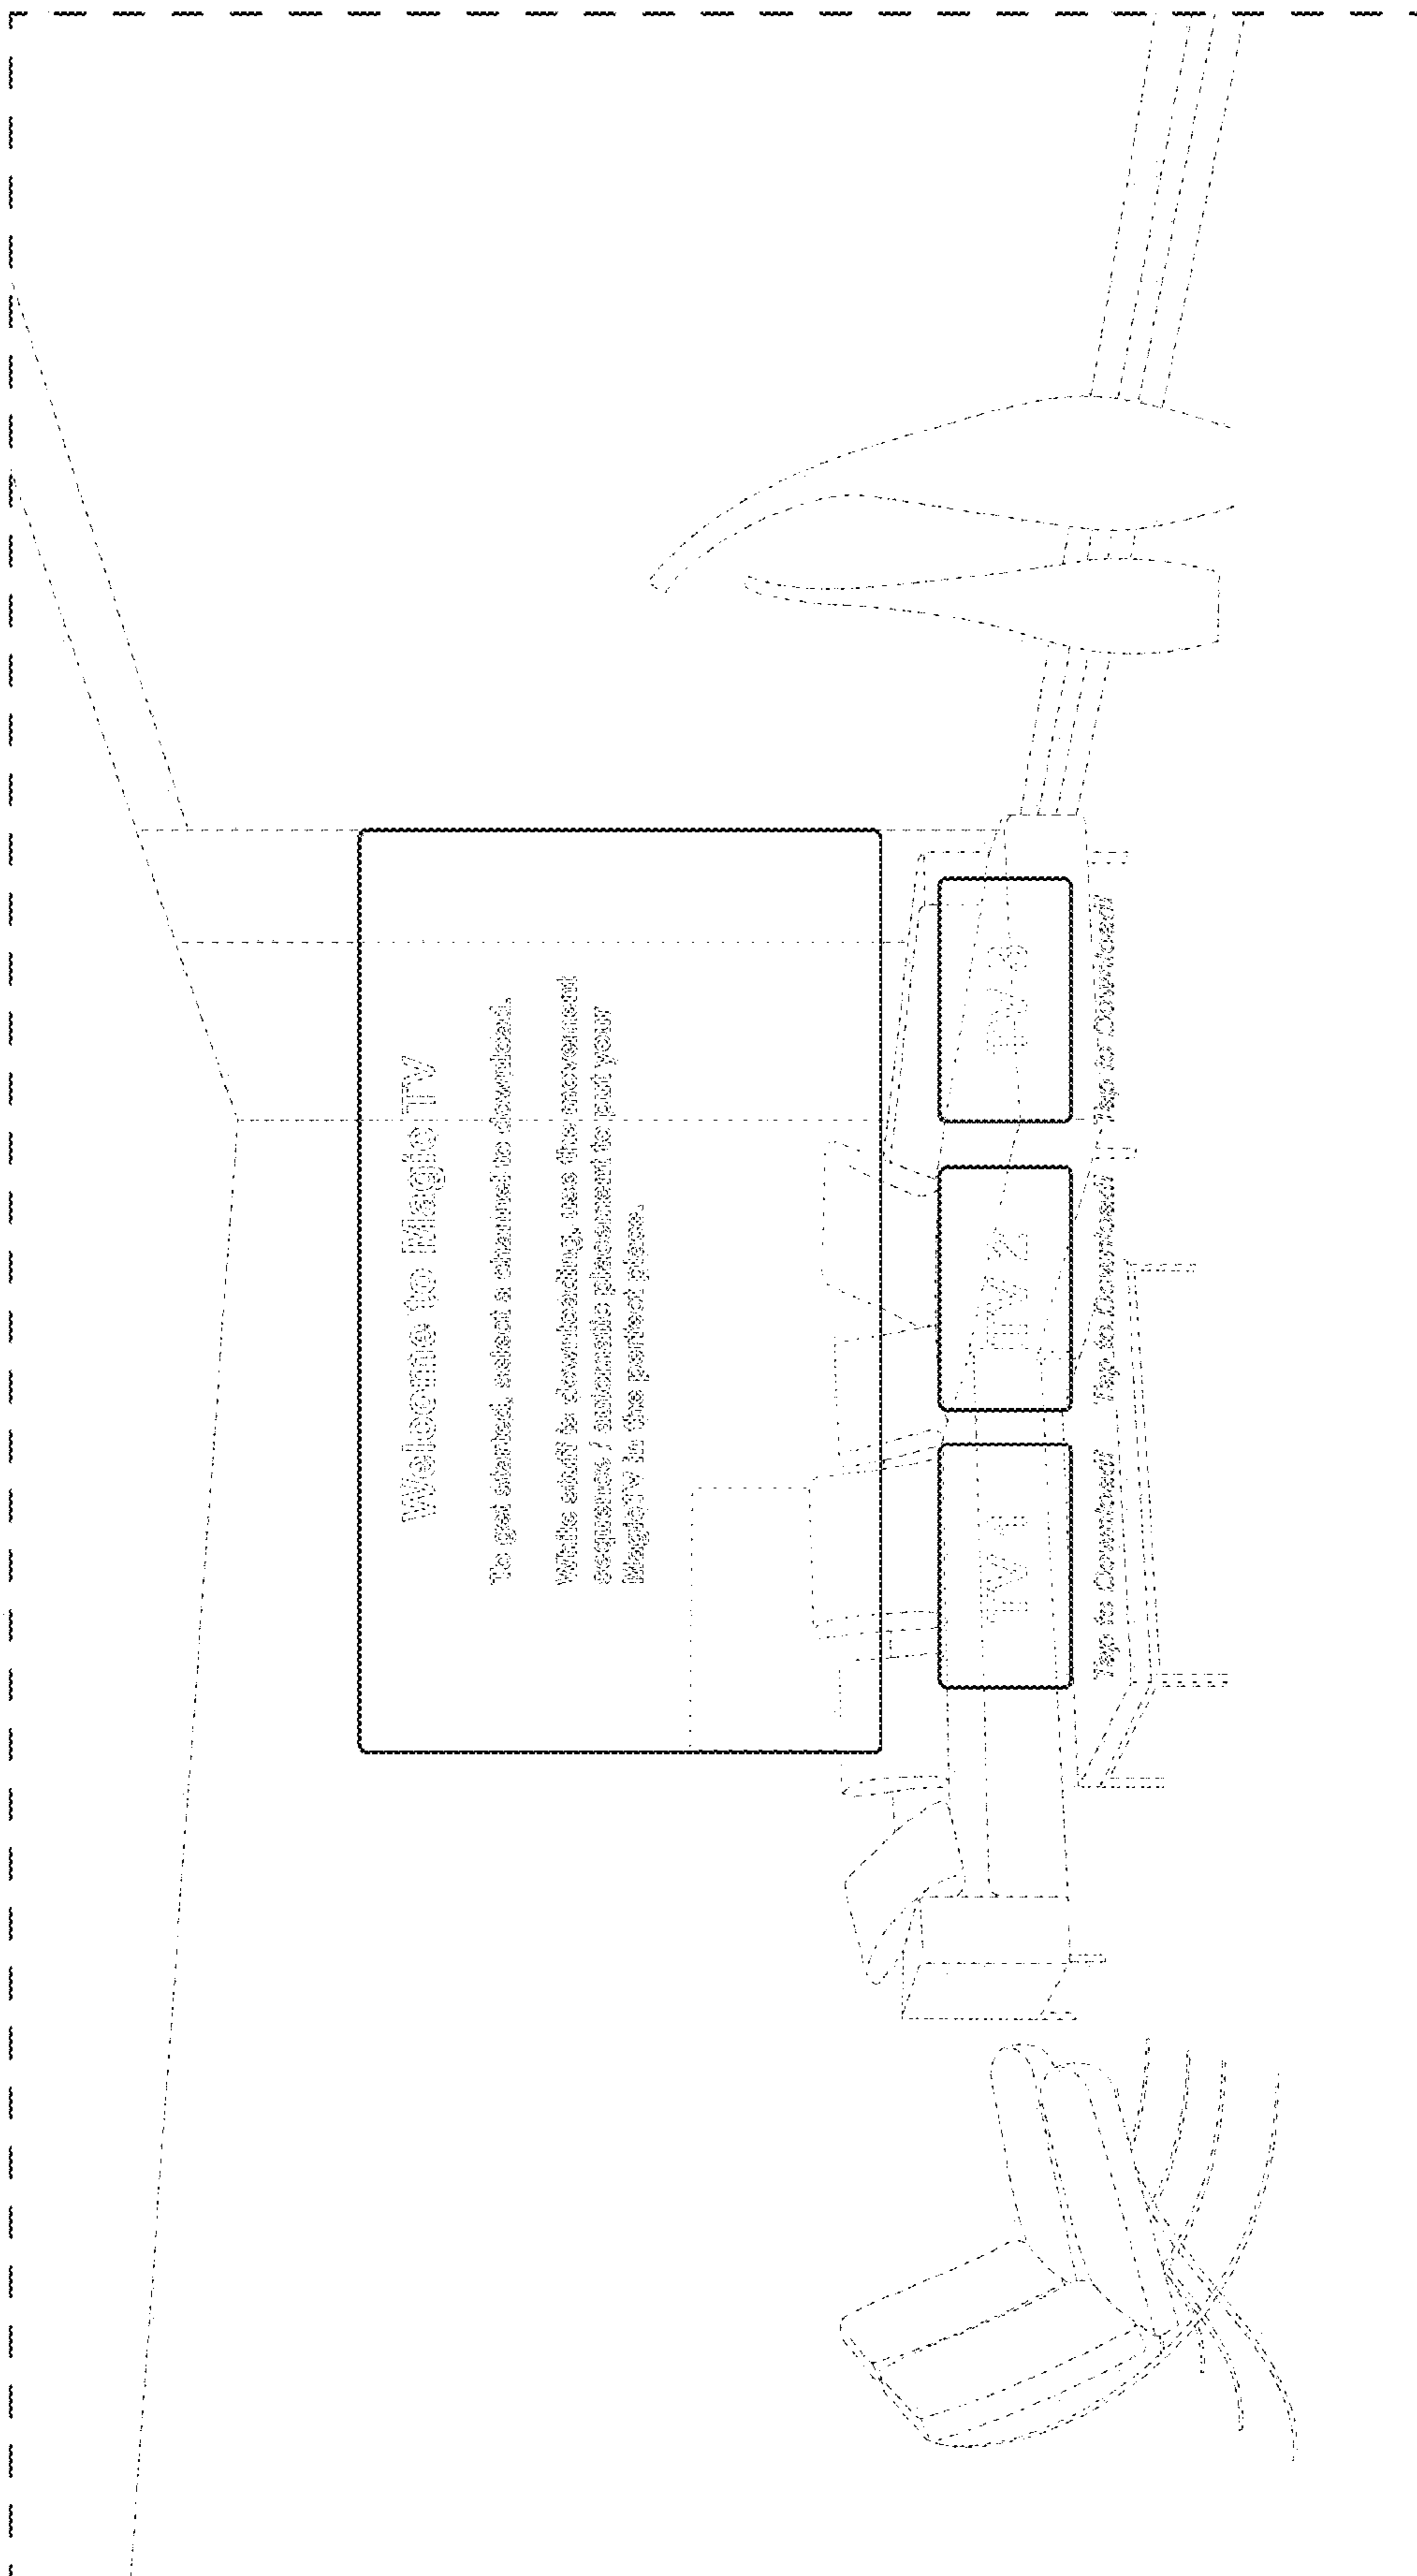 Welcome to Magic TV
To get started, select a channel to download.
While stuff is downloading, use the movement
sequence / automatic placement to put your
MagicTV in the perfect place.
TV 1
TV 2
TV 3
Tap to Download
Tap to Download
Tap to Download